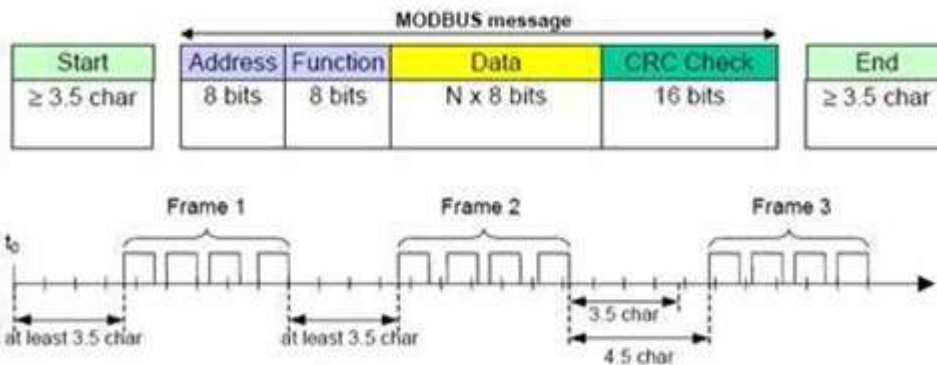 MODBUS message
Start Address Function Data CRC Check End
≥ 3.5 char 8 bits 8 bits N x 8 bits 16 bits ≥ 3.5 char
Frame 1 Frame 2 Frame 3
t0
at least 3.5 char at least 3.5 char 3.5 char
4.5 char